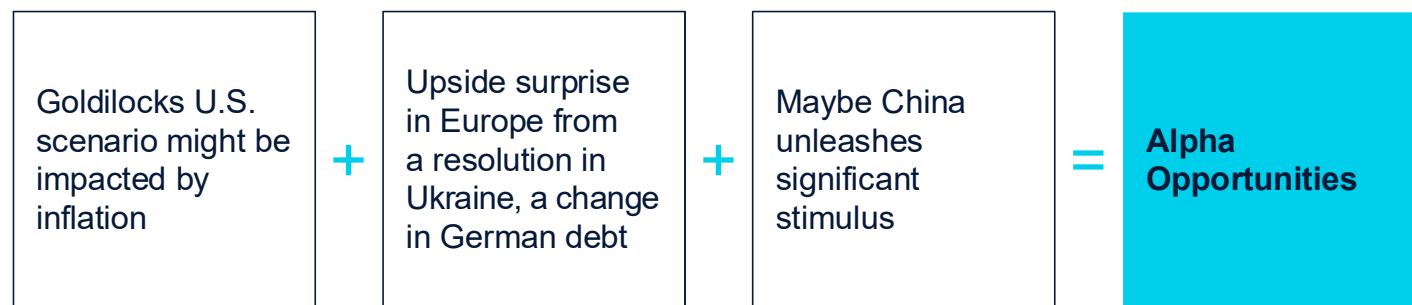 Goldilocks U.S.
scenario might be
impacted by
inflation
+
Upside surprise
in Europe from
a resolution in
Ukraine, a change
in German debt
+
Maybe China
unleashes
significant
stimulus
=
Alpha
Opportunities